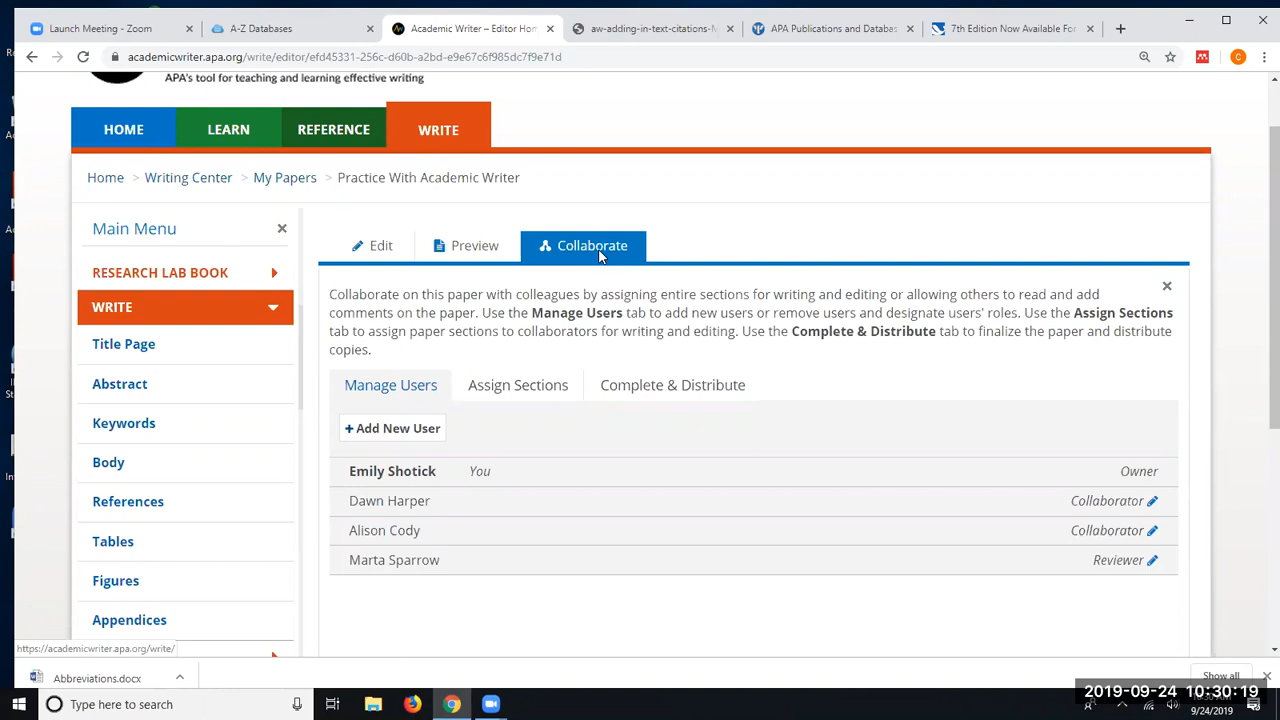 Launch Meeting - Zoom
A-Z Databases
Academic Writer – Editor Hom
aw-adding-in-text-citations-
APA Publications and Databas
7th Edition Now Available For
academicwriter.apa.org/write/editor/efd45331-256c-d60b-a2bd-e9e67c6f985dc7f9e71d
C
APA's tool for teaching and learning effective writing
HOME
LEARN
REFERENCE
WRITE
Home > Writing Center > My Papers > Practice With Academic Writer
Main Menu
RESEARCH LAB BOOK
WRITE
Title Page
Abstract
Keywords
Body
References
Tables
Figures
Appendices
Edit
Preview
Collaborate
Collaborate on this paper with colleagues by assigning entire sections for writing and editing or allowing others to read and add
comments on the paper. Use the Manage Users tab to add new users or remove users and designate users' roles. Use the Assign Sections
tab to assign paper sections to collaborators for writing and editing. Use the Complete & Distribute tab to finalize the paper and distribute
copies.
Manage Users
Assign Sections
Complete & Distribute
+ Add New User
Emily Shotick You Owner
Dawn Harper Collaborator
Alison Cody Collaborator
Marta Sparrow Reviewer
https://academicwriter.apa.org/write/
Abbreviations.docx
Show all
Type here to search
2019-09-24 10:30:19
9/24/2019